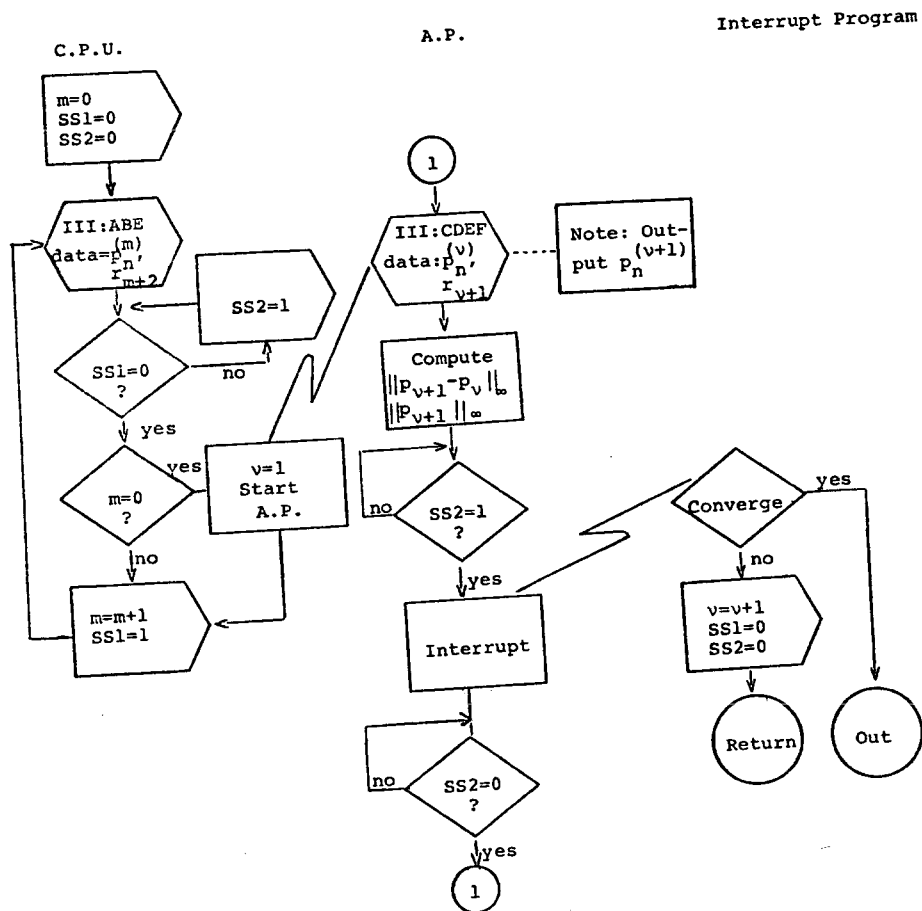 C.P.U.
A.P.
Interrupt Program
m=0
SS1=0
SS2=0
III:ABE
data=p_n^(m),
r_m+2
SS2=1
SS1=0
?
no
yes
m=0
?
yes
no
ν=1
Start
A.P.
m=m+1
SS1=1
1
III:CDEF
data:p_n^(ν),
r_ν+1
Note: Out-
put p_n^(ν+1)
Compute
||p_ν+1-p_ν||_∞
||p_ν+1||_∞
SS2=1
?
no
yes
Interrupt
SS2=0
?
no
yes
1
Converge
yes
no
ν=ν+1
SS1=0
SS2=0
Return
Out